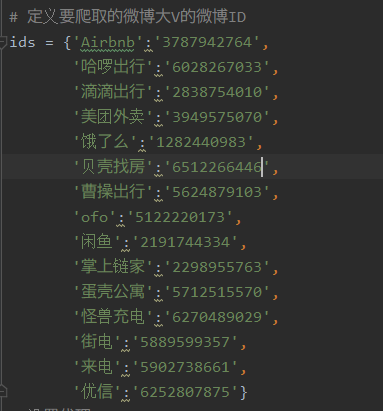 # 定义要爬取的微博大V的微博ID
ids = {'Airbnb':'3787942764',
'哈啰出行':'6028267033',
'滴滴出行':'2838754010',
'美团外卖':'3949575070',
'饿了么':'1282440983',
'贝壳找房':'6512266446',
'曹操出行':'5624879103',
'ofo':'5122220173',
'闲鱼':'2191744334',
'掌上链家':'2298955763',
'蛋壳公寓':'5712515570',
'怪兽充电':'6270489029',
'街电':'5889599357',
'来电':'5902738661',
'优信':'6252807875'}